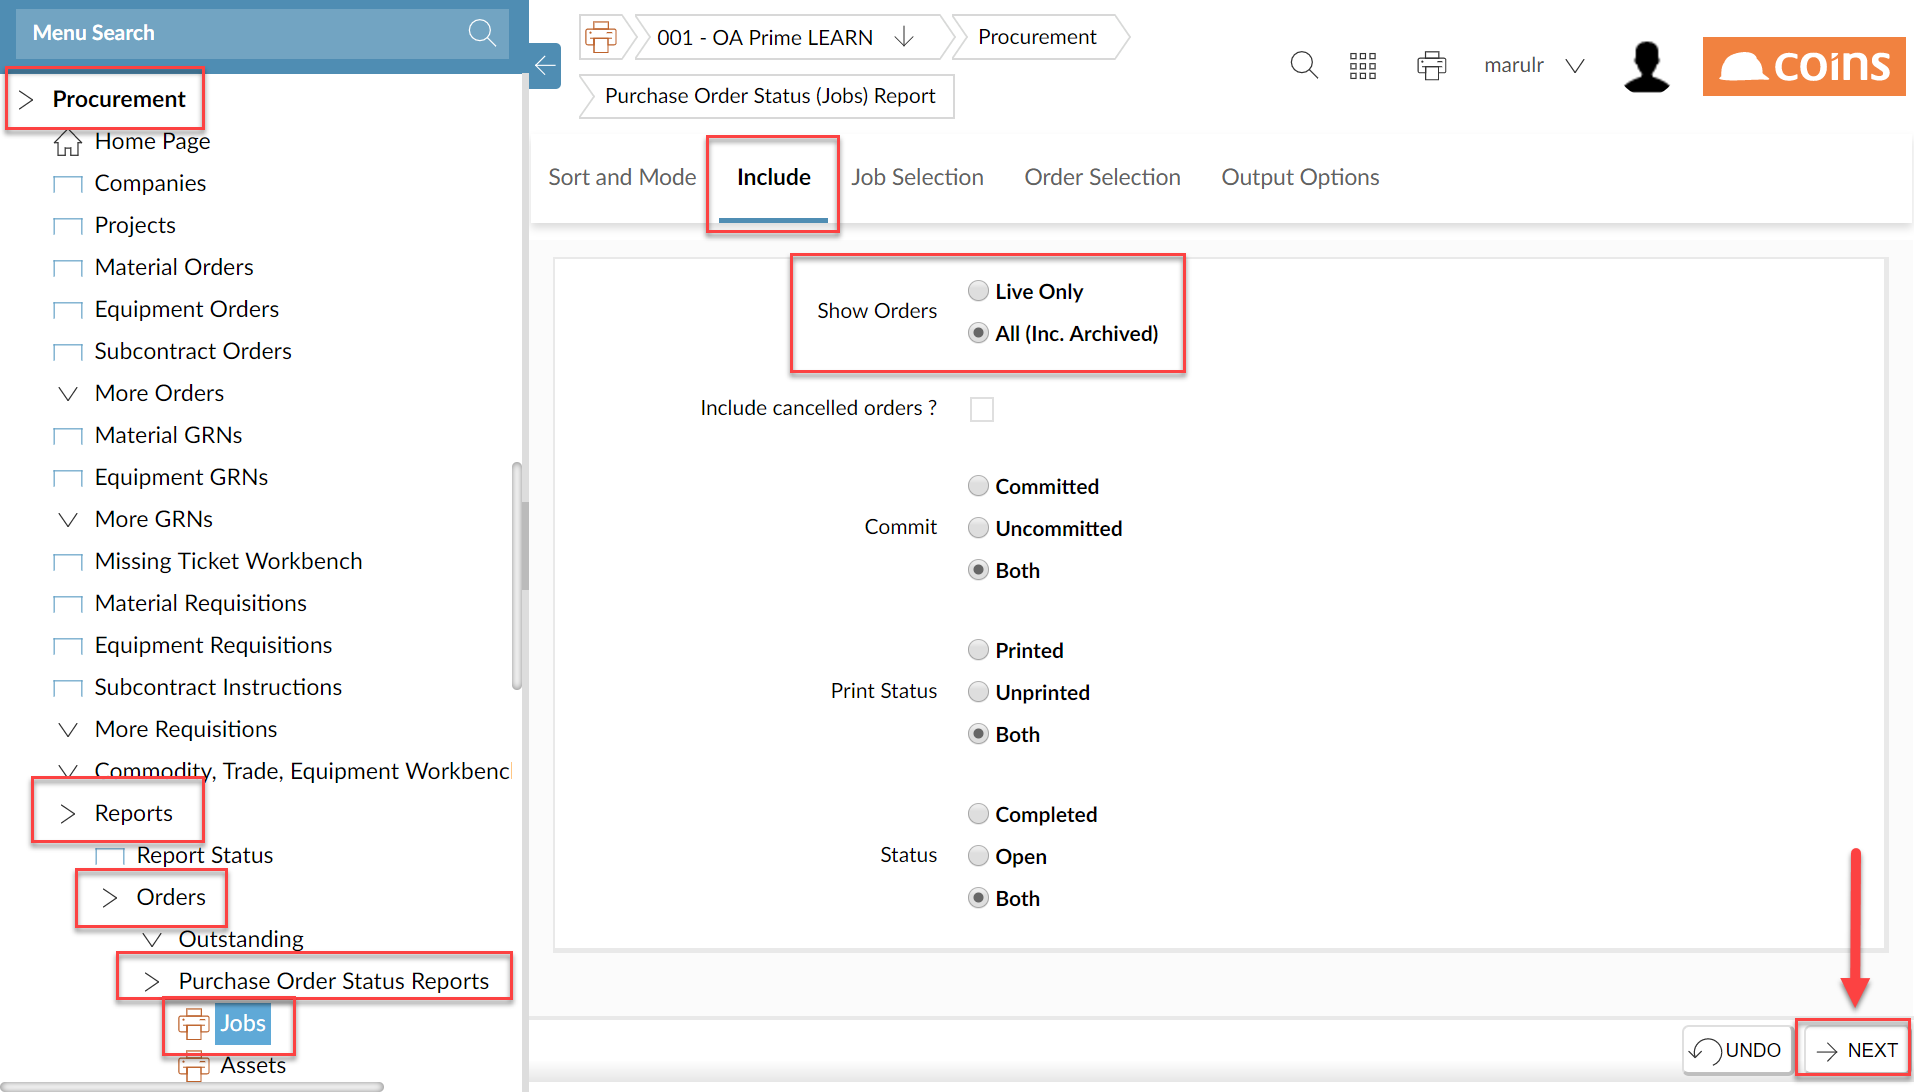 Menu Search
Procurement
Home Page
Companies
Projects
Material Orders
Equipment Orders
Subcontract Orders
More Orders
Material GRNs
Equipment GRNs
More GRNs
Missing Ticket Workbench
Material Requisitions
Equipment Requisitions
Subcontract Instructions
More Requisitions
Commodity, Trade, Equipment Workbenc
Reports
Report Status
Orders
Outstanding
Purchase Order Status Reports
Jobs
Assets
001 - OA Prime LEARN
Procurement
Purchase Order Status (Jobs) Report
marulr
coins
Sort and Mode
Include
Job Selection
Order Selection
Output Options
Show Orders
Live Only
All (Inc. Archived)
Include cancelled orders ?
Commit
Committed
Uncommitted
Both
Print Status
Printed
Unprinted
Both
Status
Completed
Open
Both
UNDO
NEXT